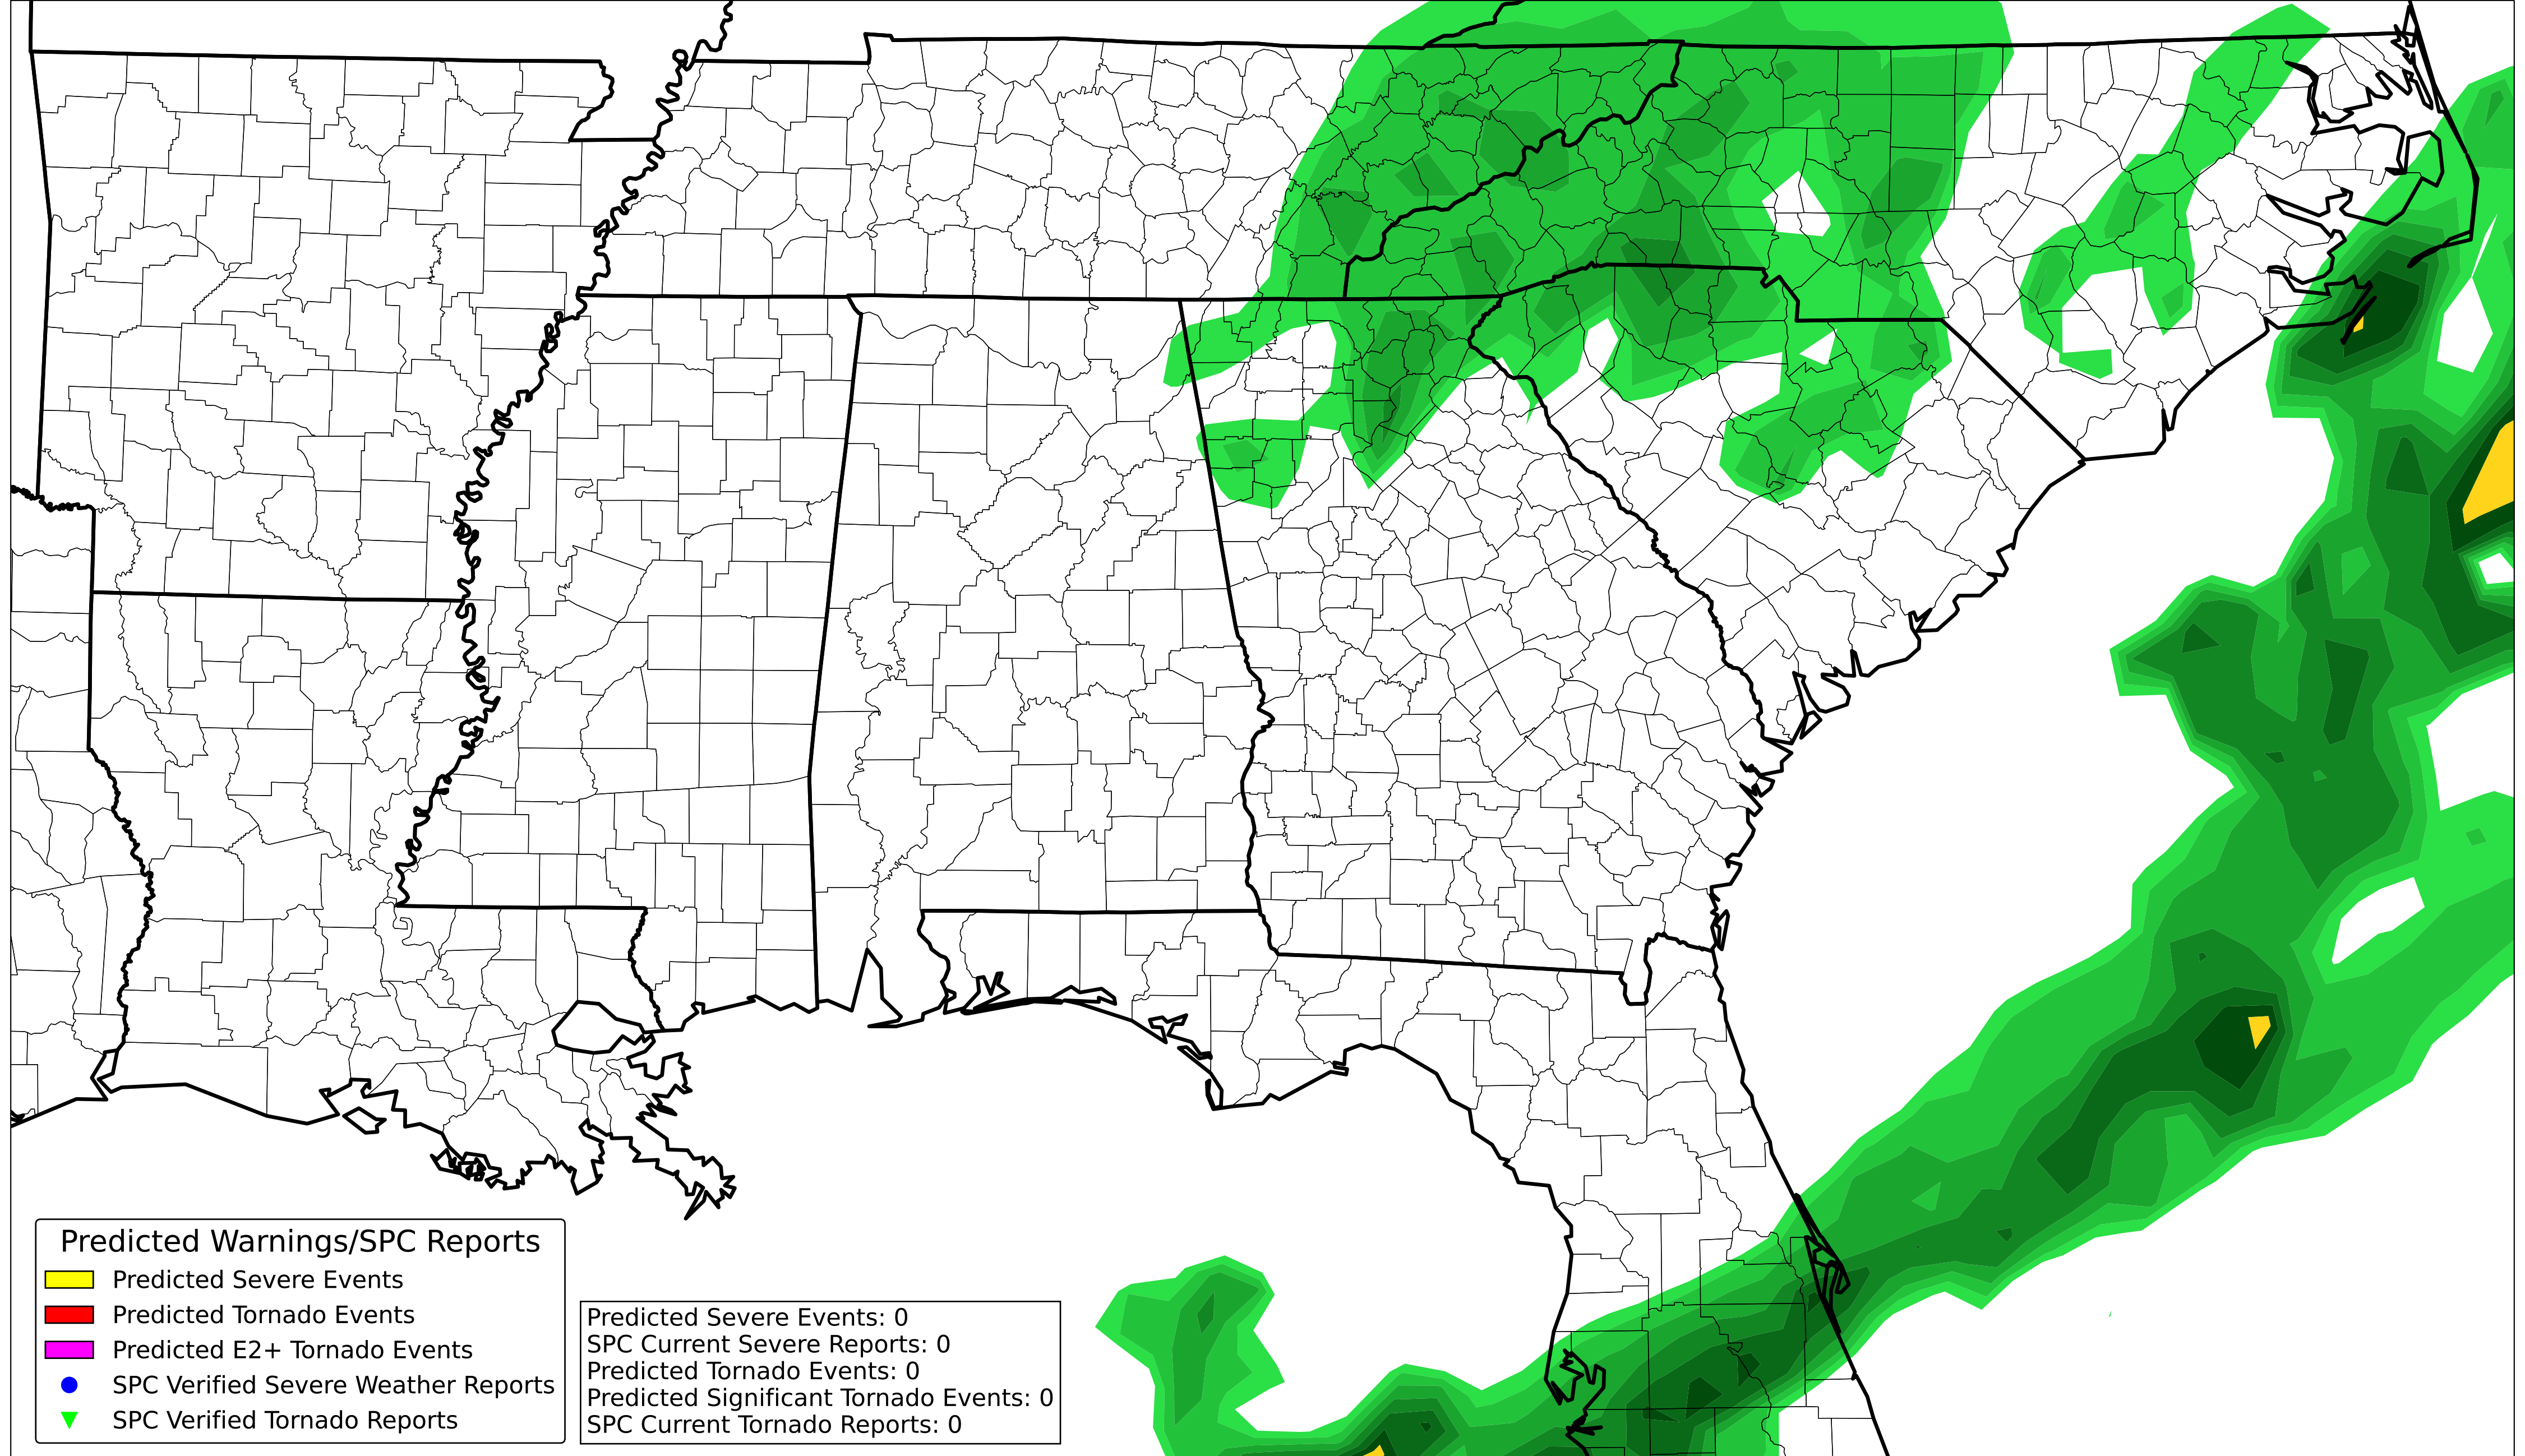 Predicted Warnings/SPC Reports
Predicted Severe Events
Predicted Tornado Events
Predicted E2+ Tornado Events
SPC Verified Severe Weather Reports
SPC Verified Tornado Reports
Predicted Severe Events: 0
SPC Current Severe Reports: 0
Predicted Tornado Events: 0
Predicted Significant Tornado Events: 0
SPC Current Tornado Reports: 0